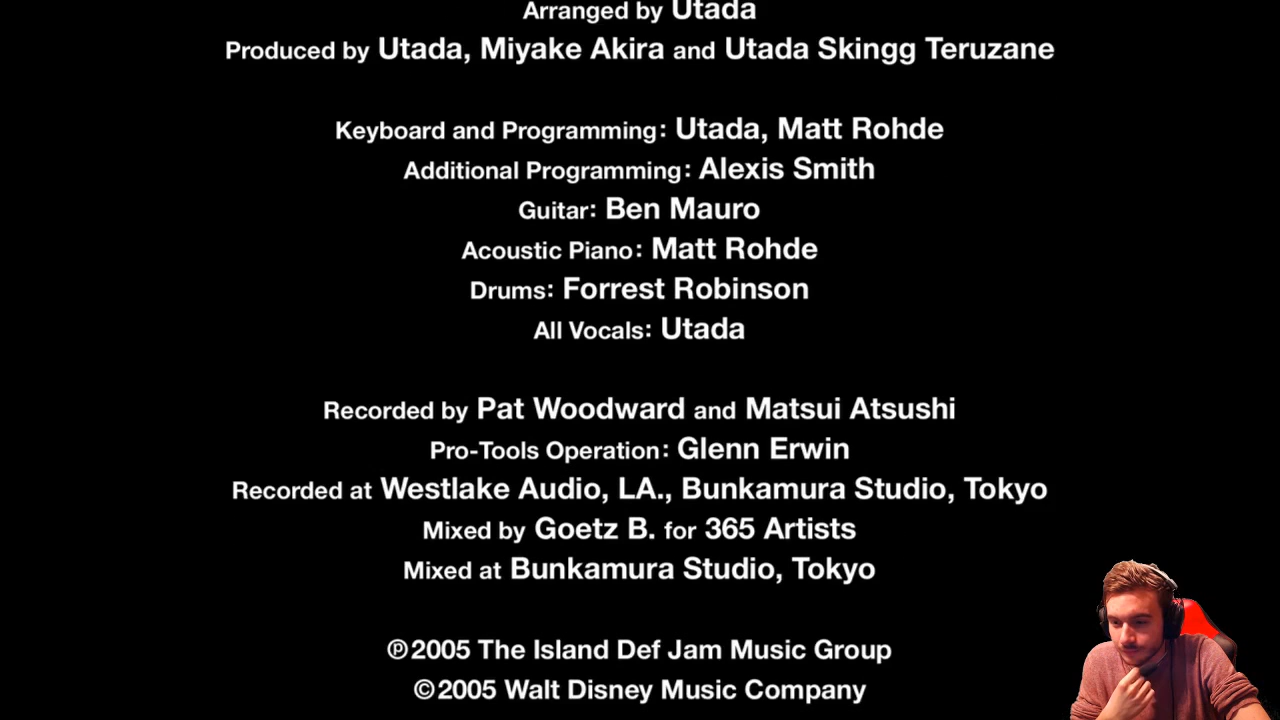 Arranged by Utada
Produced by Utada, Miyake Akira and Utada Skingg Teruzane
Keyboard and Programming: Utada, Matt Rohde
Additional Programming: Alexis Smith
Guitar: Ben Mauro
Acoustic Piano: Matt Rohde
Drums: Forrest Robinson
All Vocals: Utada
Recorded by Pat Woodward and Matsui Atsushi
Pro-Tools Operation: Glenn Erwin
Recorded at Westlake Audio, LA., Bunkamura Studio, Tokyo
Mixed by Goetz B. for 365 Artists
Mixed at Bunkamura Studio, Tokyo
℗2005 The Island Def Jam Music Group
©2005 Walt Disney Music Company